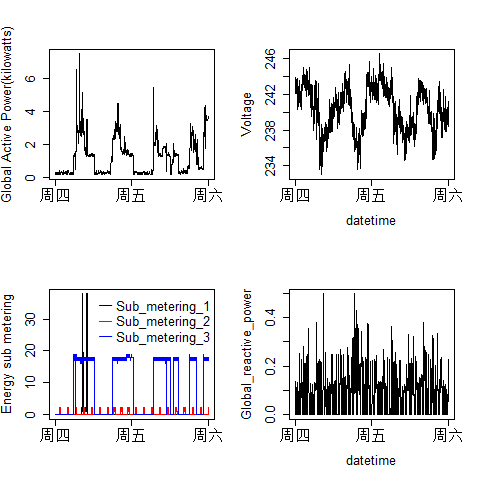 Global Active Power(kilowatts)
0 2 4 6
周四 周五 周六
Voltage
234 238 242 246
周四 周五 周六
datetime
Energy sub metering
0 10 20 30
Sub_metering_1
Sub_metering_2
Sub_metering_3
周四 周五 周六
Global_reactive_power
0.0 0.2 0.4
周四 周五 周六
datetime